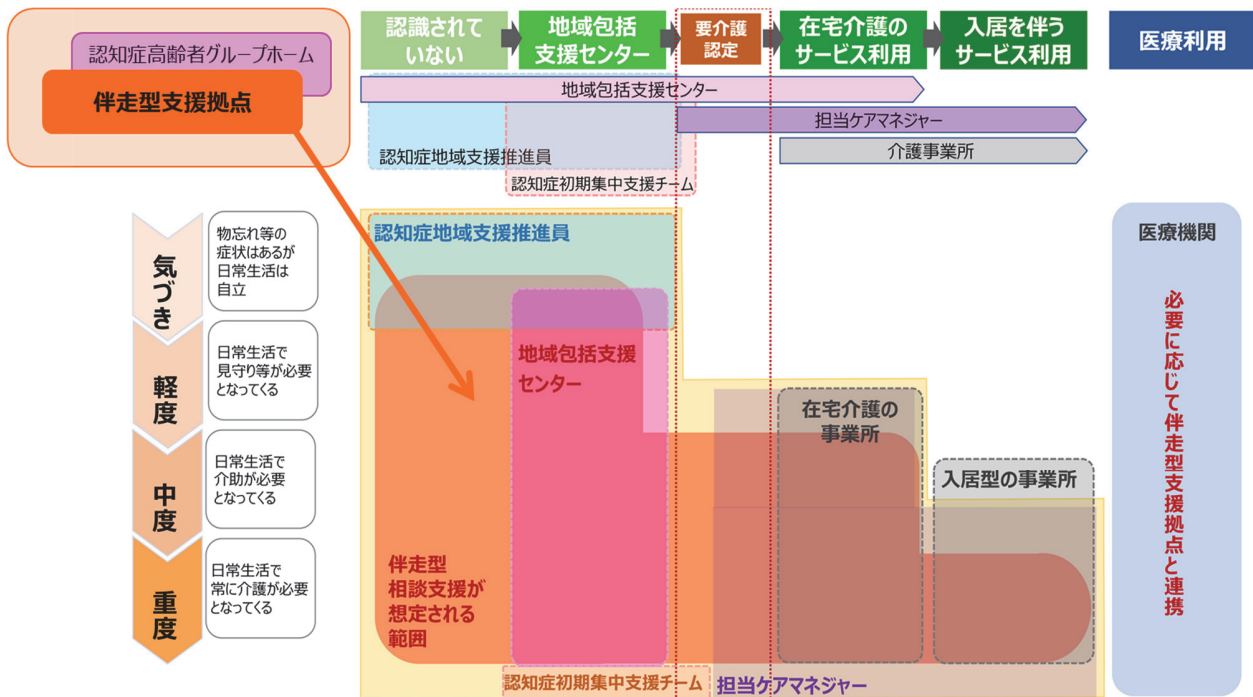 認知症高齢者グループホーム
伴走型支援拠点
認識されて
いない
地域包括
支援センター
要介護
認定
在宅介護の
サービス利用
入居を伴う
サービス利用
医療利用
地域包括支援センター
担当ケアマネジャー
介護事業所
認知症地域支援推進員
認知症初期集中支援チーム
気づき
物忘れ等の
症状はあるが
日常生活は
自立
軽度
日常生活で
見守り等が必要
となってくる
中度
日常生活で
介助が必要
となってくる
重度
日常生活で
常に介護が必要
となってくる
認知症地域支援推進員
地域包括支援
センター
伴走型
相談支援が
想定される
範囲
認知症初期集中支援チーム
在宅介護の
事業所
入居型の事業所
担当ケアマネジャー
医療機関
必要に応じて伴走型支援拠点と連携